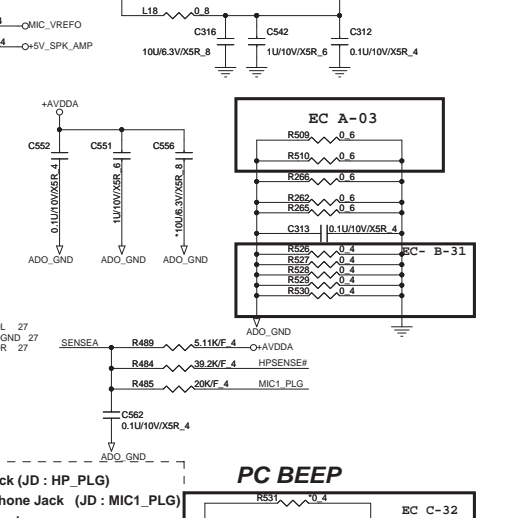 L18 0_8
4 MIC_VREFO
C316 C542 C312
4 +5V_SPK_AMP
10U/6.3V/X5R_8 1U/10V/X5R_6 0.1U/10V/X5R_4
+AVDDA
EC A-03
R509 0_6
C552 C551 C556
R510 0_6
0.1U/10V/X5R_4 1U/10V/X5R_6 *10U/6.3V/X5R_8
R266 0_6
R262 0_6
R265 0_6
C313 0.1U/10V/X5R_4
R526 0_4 EC- B-31
ADO_GND ADO_GND ADO_GND
R527 0_4
R528 0_4
R529 0_4
R530 0_4
L 27
GND 27
R 27
ADO_GND
SENSEA R489 5.11K/F_4 +AVDDA
R484 39.2K/F_4 HPSENSE#
R485 20K/F_4 MIC1_PLG
C562
0.1U/10V/X5R_4
ADO_GND
ck (JD : HP_PLG)
PC BEEP
hone Jack (JD : MIC1_PLG)
R531 *0_4
EC C-32